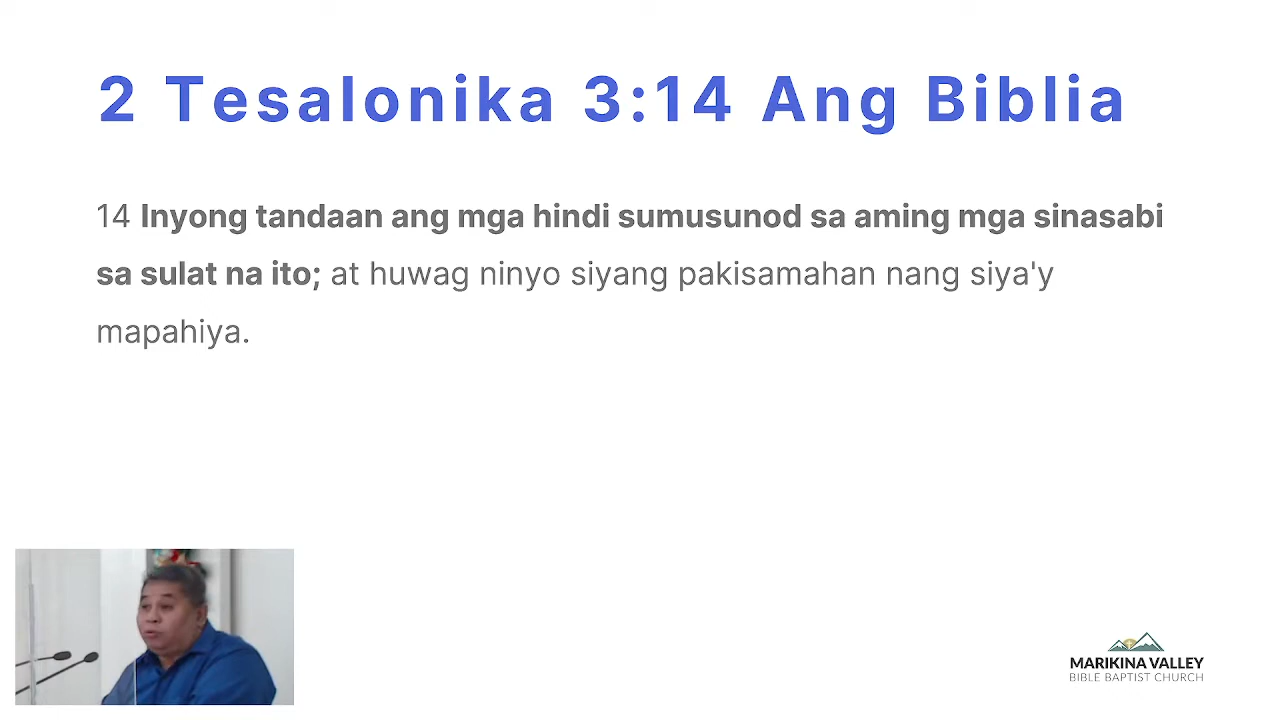 2 Tesalonika 3:14 Ang Biblia
14 Inyong tandaan ang mga hindi sumusunod sa aming mga sinasabi
sa sulat na ito; at huwag ninyo siyang pakisamahan nang siya'y
mapahiya.
MARIKINA VALLEY
BIBLE BAPTIST CHURCH